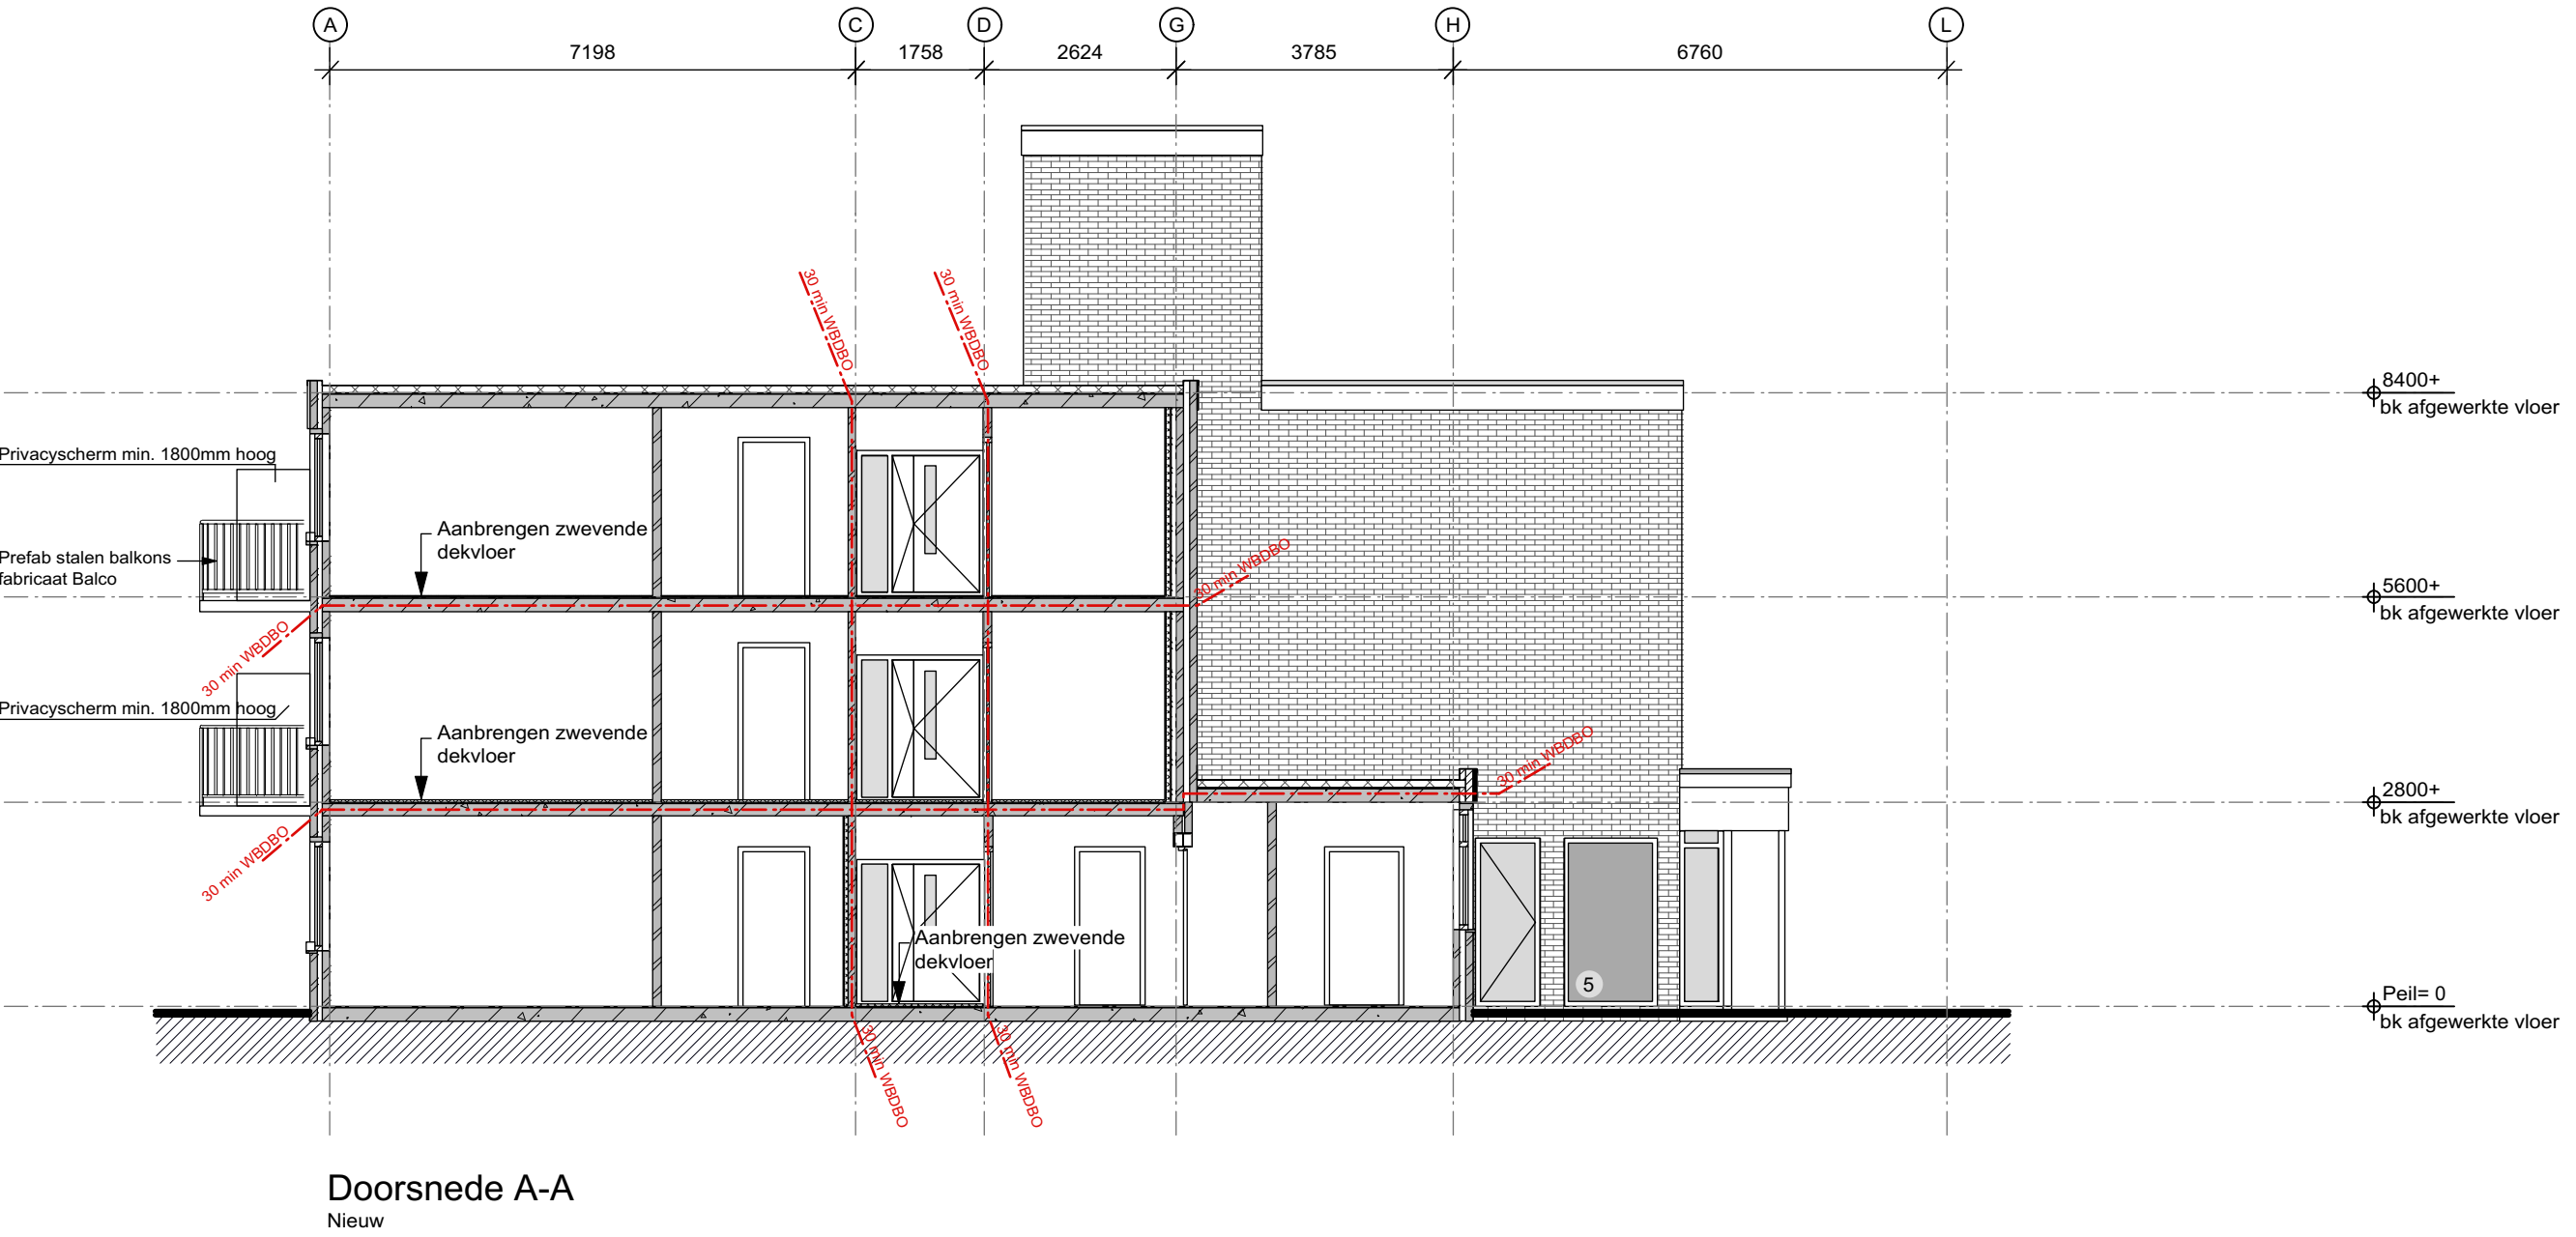 A
C
D
G
H
L
7198
1758
2624
3785
6760
30 min WBDBO
30 min WBDBO
8400+
bk afgewerkte vloer
Privacyscherm min. 1800mm hoog
Aanbrengen zwevende
dekvloer
Prefab stalen balkons
fabricaat Balco
30 min WBDBO
5600+
bk afgewerkte vloer
30 min WBDBO
Privacyscherm min. 1800mm hoog
Aanbrengen zwevende
dekvloer
30 min WBDBO
2800+
bk afgewerkte vloer
30 min WBDBO
Aanbrengen zwevende
dekvloer
5
Peil= 0
bk afgewerkte vloer
30 min WBDBO
30 min WBDBO
Doorsnede A-A
Nieuw